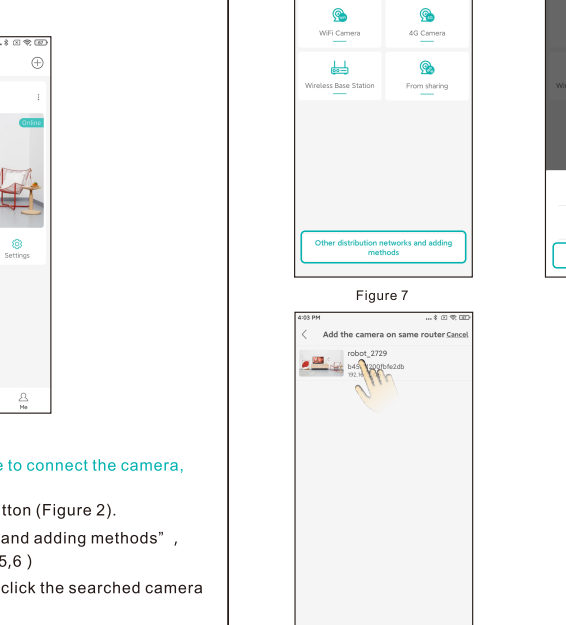 Online
Settings
Me
e to connect the camera,
tton (Figure 2).
and adding methods” ,
5,6 )
click the searched camera
WiFi Camera
4G Camera
Wireless Base Station
From sharing
Other distribution networks and adding
methods
Figure 7
4:03 PM
Add the camera on same router Cancel
robot_2729
200fbfe2db